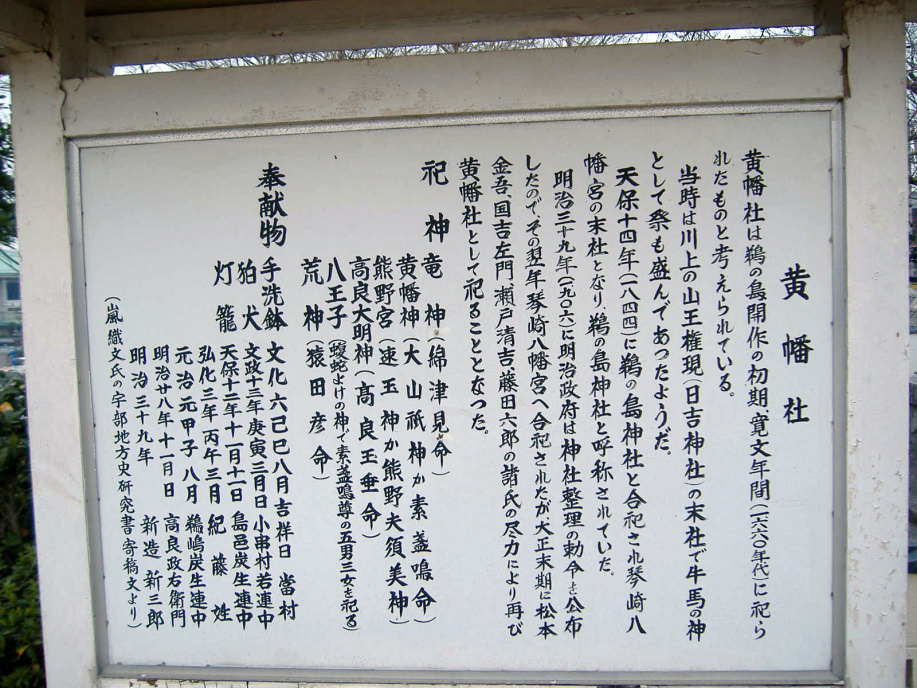 黄幡社
黄幡社は鵜の島開作の初期、寛文年間(一六六〇年代)に祀ら
れたものと考えられている。
当時は川上の山王権現(日吉神社)の末社で牛馬の神
として祭も盛んであつたようだ。
天保十四年(一八四四)に鵜の島神社と合祀され琴崎八
幡宮の末社となり鵜の島神社と呼称されていた。
明治三十九年(一九〇六)に明治政府は神社整理の勅令を公布
したので、その翌年琴崎八幡宮へ合祀されたが、大正末期に松本
金吾、国吉左門、瀬戸清吉、藤田六郎の諸氏の尽力により再び
黄幡社として祀ることとなつた。
祀神 竜神(綿津見命)
黄幡神(大山祇神か素盞鳴命)
熊野宮(速玉神か熊野夫須美神)
高良大明神(高良玉垂命)
八王子(蝮蛇よけの神で素盞鳴尊の五男三女を祀る)
荒神(猿田彦命)
奉献物 手洗鉢 文化六己巳八月吉祥日 當村
狛犬 文政十三年庚寅三月日 小串村若連中
灯籠 天保十二年十一月十一日 島邑炭生連中
弘化三年丙午三月 紀藤姓
元治元甲子八月 鵜嶋炭生連中
明治廿八年十一月日 高良政右衛門
明治三十九年 新造新三郎
(嵐織文氏の宇部地方史研究書寄稿文より)